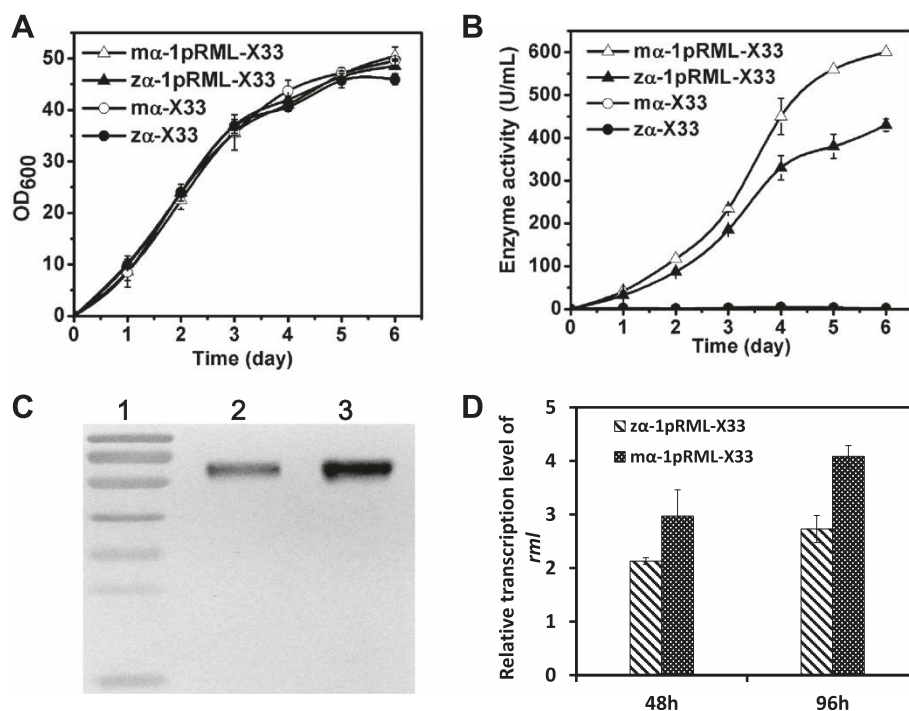 A
mα-1pRML-X33
zα-1pRML-X33
mα-X33
zα-X33
OD600
50
40
30
20
10
0
0 1 2 3 4 5 6
Time (day)
B
mα-1pRML-X33
zα-1pRML-X33
mα-X33
zα-X33
Enzyme activity (U/mL)
600
500
400
300
200
100
0
0 1 2 3 4 5 6
Time (day)
C
1 2 3
D
zα-1pRML-X33
mα-1pRML-X33
Relative transcription level of
rml
5
4
3
2
1
0
48h 96h